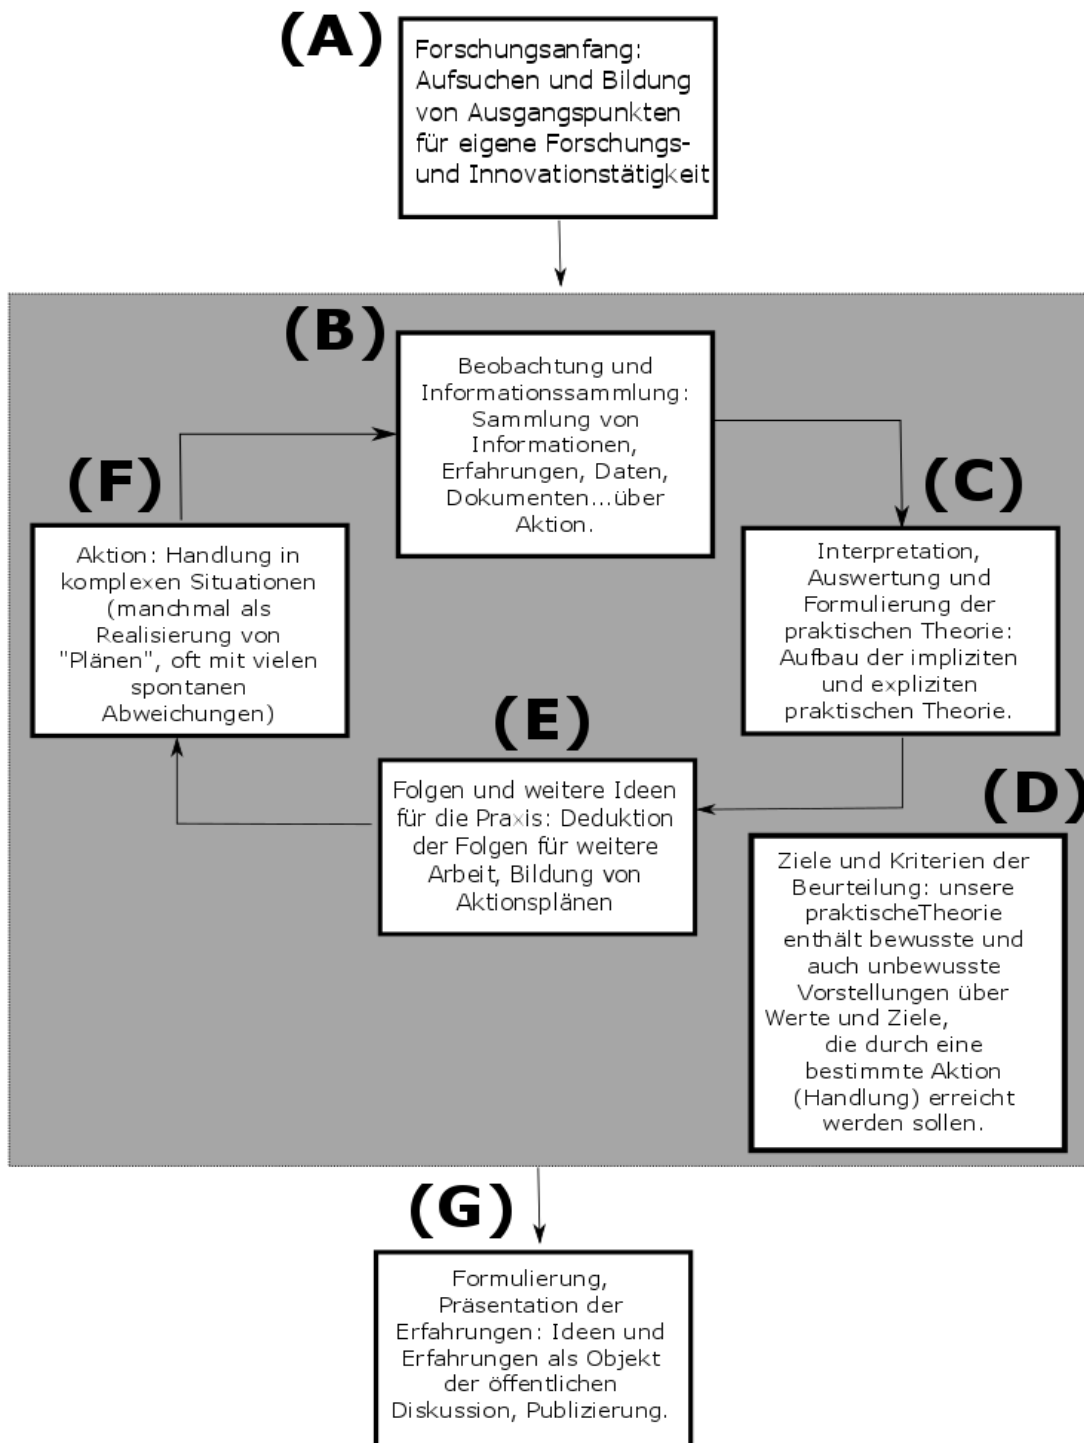 (A)
Forschungsanfang:
Aufsuchen und Bildung
von Ausgangspunkten
für eigene Forschungs-
und Innovationstätigkeit
(B)
Beobachtung und
Informationssammlung:
Sammlung von
Informationen,
Erfahrungen, Daten,
Dokumenten...über
Aktion.
(C)
Interpretation,
Auswertung und
Formulierung der
praktischen Theorie:
Aufbau der impliziten
und expliziten
praktischen Theorie.
(D)
Ziele und Kriterien der
Beurteilung: unsere
praktischeTheorie
enthält bewusste und
auch unbewusste
Vorstellungen über
Werte und Ziele,
die durch eine
bestimmte Aktion
(Handlung) erreicht
werden sollen.
(E)
Folgen und weitere Ideen
für die Praxis: Deduktion
der Folgen für weitere
Arbeit, Bildung von
Aktionsplänen
(F)
Aktion: Handlung in
komplexen Situationen
(manchmal als
Realisierung von
"Plänen", oft mit vielen
spontanen
Abweichungen)
(G)
Formulierung,
Präsentation der
Erfahrungen: Ideen und
Erfahrungen als Objekt
der öffentlichen
Diskussion, Publizierung.